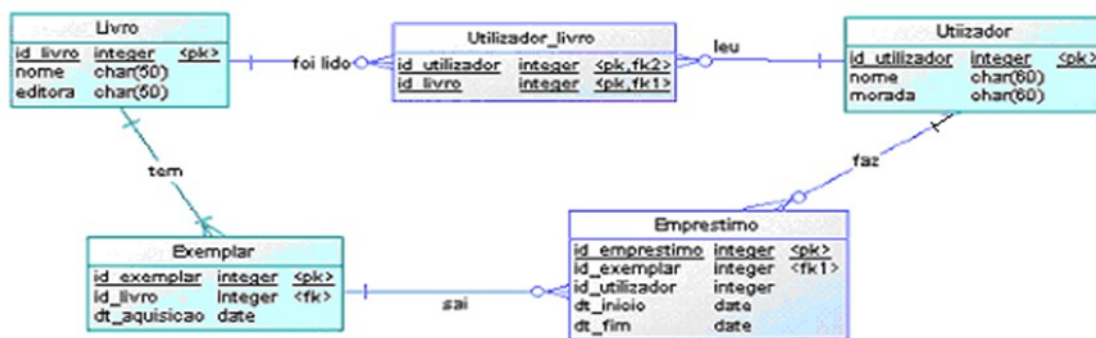 Livro
id_livro integer <pk>
nome char(50)
editora char(50)
foi lido
Utilizador_livro
id_utilizador integer <pk,fk2>
id_livro integer <pk,fk1>
leu
Utiizador
id_utilizador integer <pk>
nome char(60)
morada char(60)
tem
faz
Exemplar
id_exemplar integer <pk>
id_livro integer <fk>
dt_aquisicao date
sai
Emprestimo
id_emprestimo integer <pk>
id_exemplar integer <fk1>
id_utilizador integer
dt_inicio date
dt_fim date